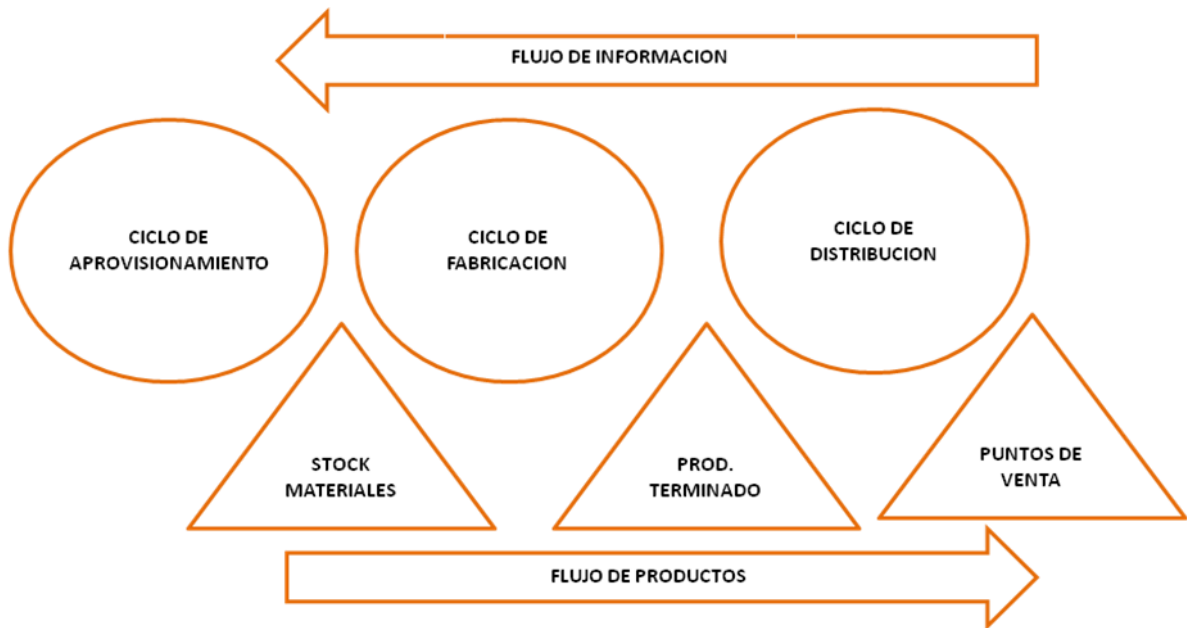 FLUJO DE INFORMACION
CICLO DE
APROVISIONAMIENTO
CICLO DE
FABRICACION
CICLO DE
DISTRIBUCION
STOCK
MATERIALES
PROD.
TERMINADO
PUNTOS DE
VENTA
FLUJO DE PRODUCTOS